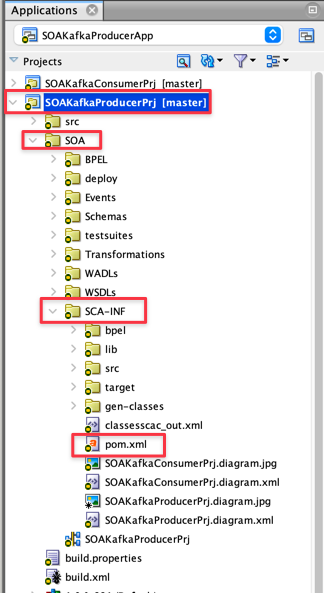 Applications
SOAKafkaProducerApp
Projects
SOAKafkaConsumerPrj [master]
SOAKafkaProducerPrj [master]
src
SOA
BPEL
deploy
Events
Schemas
testsuites
Transformations
WADLs
WSDLs
SCA-INF
bpel
lib
src
target
gen-classes
classesscac_out.xml
pom.xml
SOAKafkaConsumerPrj.diagram.jpg
SOAKafkaConsumerPrj.diagram.xml
SOAKafkaProducerPrj.diagram.jpg
SOAKafkaProducerPrj.diagram.xml
SOAKafkaProducerPrj
build.properties
build.xml